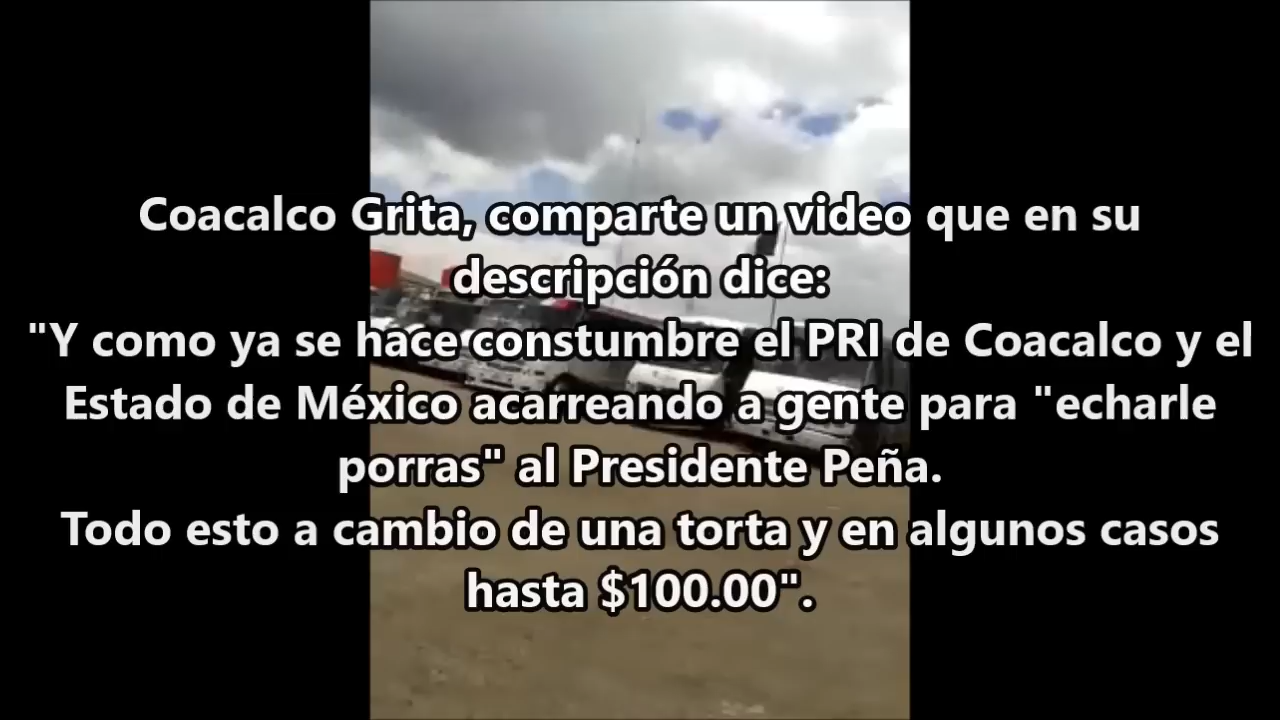 Coacalco Grita, comparte un video que en su
descripción dice:
"Y como ya se hace constumbre el PRI de Coacalco y el
Estado de México acarreando a gente para "echarle
porras" al Presidente Peña.
Todo esto a cambio de una torta y en algunos casos
hasta $100.00".